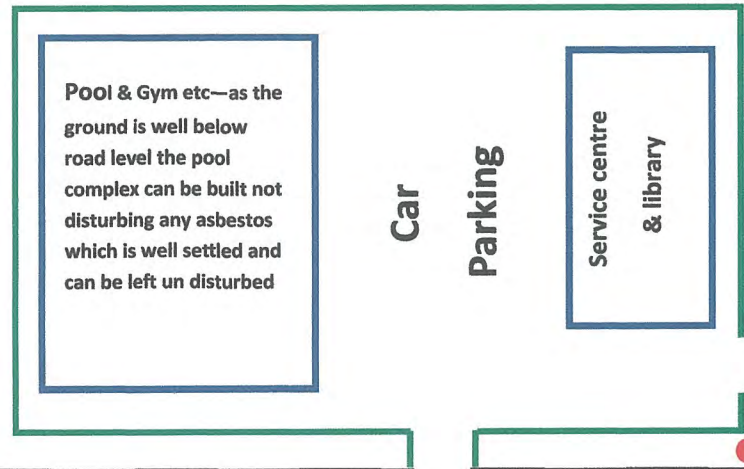 Pool & Gym etc—as the
ground is well below
road level the pool
complex can be built not
disturbing any asbestos
which is well settled and
can be left un disturbed
Car
Parking
Service centre
& library